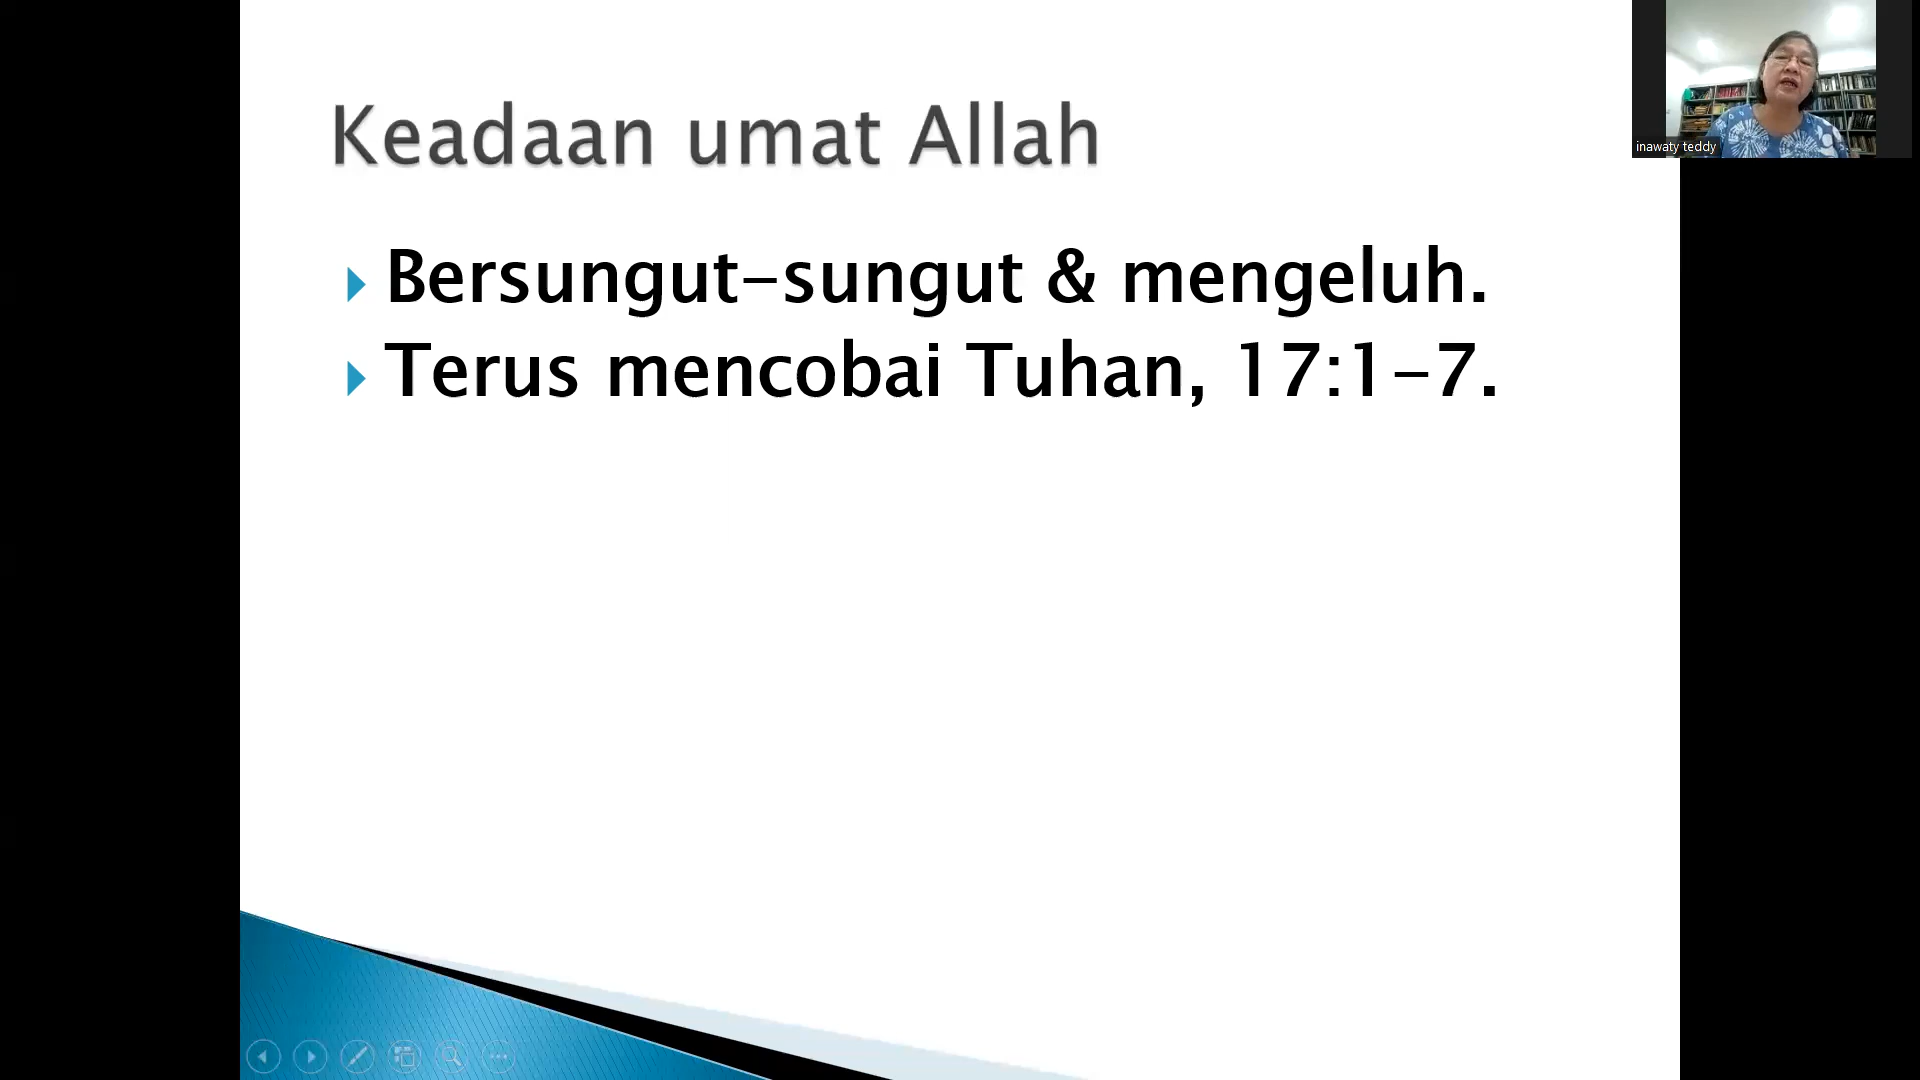 Keadaan umat Allah
Bersungut-sungut & mengeluh.
Terus mencobai Tuhan, 17:1-7.
inawaty teddy